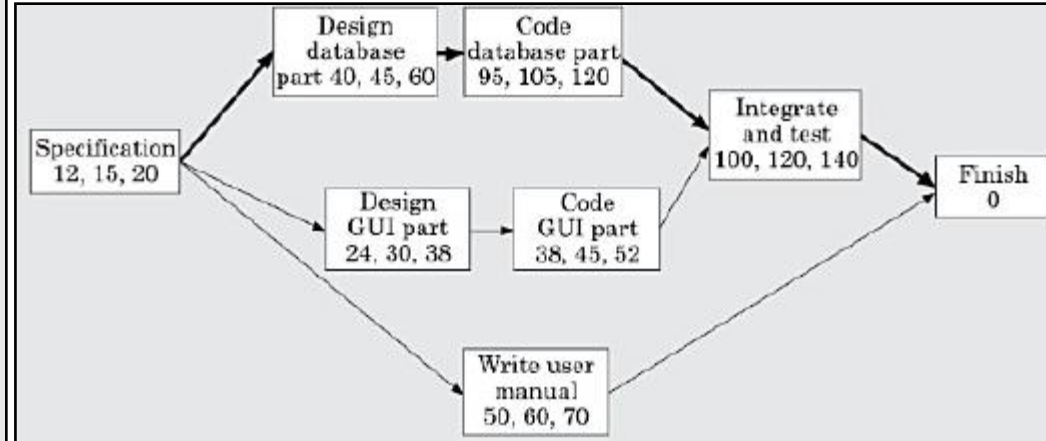 Design
database
part 40, 45, 60
Code
database part
95, 105, 120
Integrate
and test
100, 120, 140
Specification
12, 15, 20
Finish
0
Design
GUI part
24, 30, 38
Code
GUI part
38, 45, 52
Write user
manual
50, 60, 70